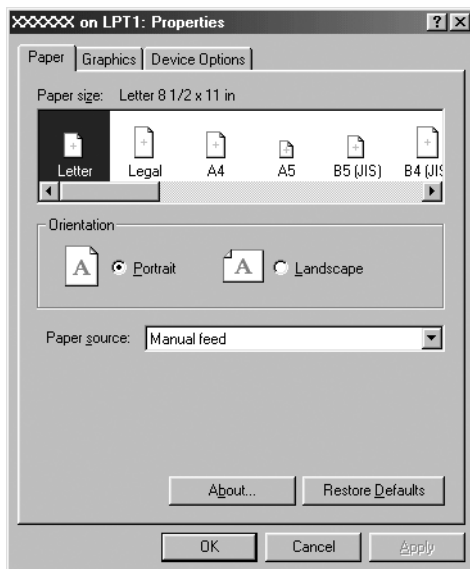 XXXXXX on LPT1: Properties ? X
Paper Graphics Device Options
Paper size: Letter 8 1/2 x 11 in
Letter Legal A4 A5 B5 (JIS) B4 (JIS
Orientation
A Portrait A Landscape
Paper source: Manual feed
About... Restore Defaults
OK Cancel Apply